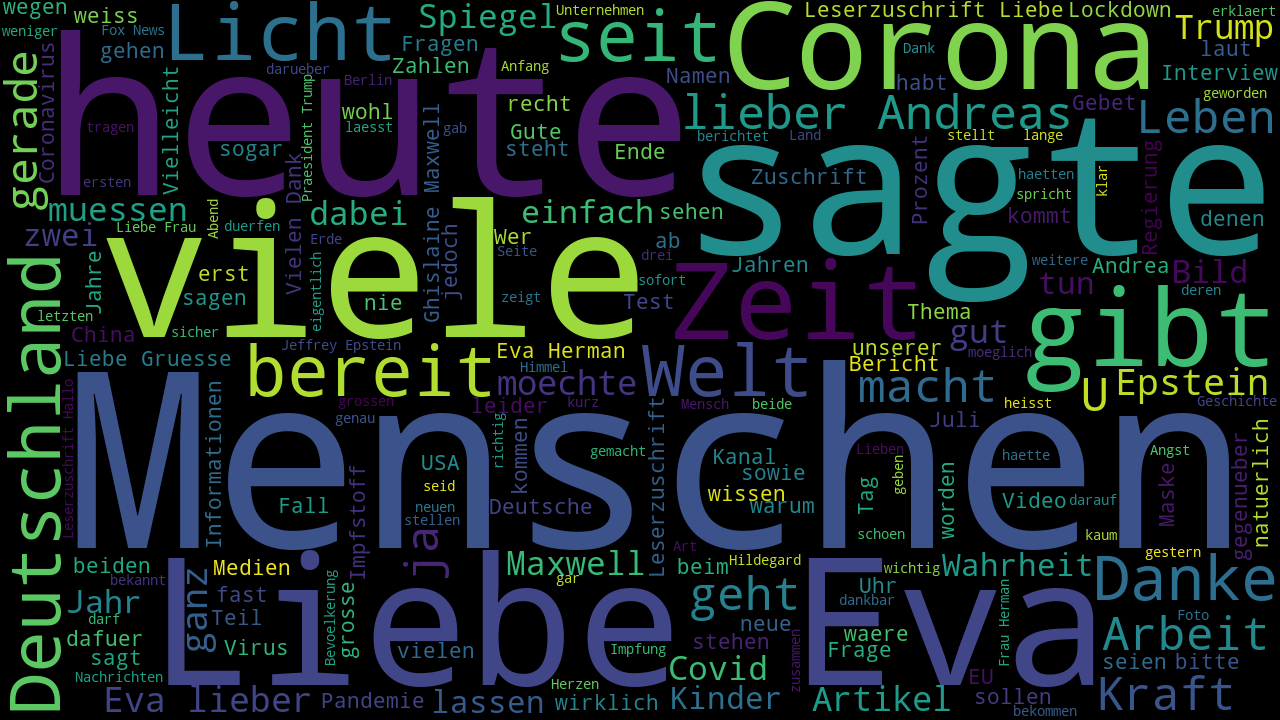 wegen
weiss
weniger
Fox News
gehen
Licht
Spiegel
Unternehmen
seit
Corona
Leserzuschrift Liebe
Lockdown
erklaert
Trump
Fragen
Zahlen
darueber
Anfang
Dank
laut
Interview
Namen
habt
geworden
gerade
Coronavirus
heute
Berlin
Praesident Trump
wohl
recht
lieber Andreas
Gebet
Leben
tragen
Vielleicht
laesst
gab
Gute
berichtet
Land
stellt
lange
sogar
steht
Ende
sagte
Zuschrift
Prozent
haetten
klar
Regierung
ersten
Vielen Dank
Ghislaine Maxwell
spricht
muessen
Abend
dabei
einfach
sehen
kommt
denen
zwei
Liebe Frau
duerfen
viele
Erde
Wer
ab
jedoch
Seite
drei
weitere
Jahre
erst
eigentlich
Zeit
Jahren
Andrea
Bild
sagen
nie
zeigt
sofort
Test
tun
deren
letzten
Thema
gibt
China
sicher
gut
Deutschland
Liebe Gruesse
Jeffrey Epstein
Eva Herman
Welt
unserer
moeglich
bereit
Himmel
Bericht
moechte
macht
U
Epstein
Leserzuschrift Hallo
Menschen
grossen
leider
kurz
Mensch
beide
heisst
Geschichte
Informationen
genau
richtig
Leserzuschrift
Juli
natuerlich
gegenueber
kommen
gemacht
Kanal
Lieben
haette
Angst
USA
sowie
geben
Maske
Impfstoff
seid
wissen
Tag
worden
Fall
neuen
Deutsche
warum
Video
darauf
stellen
ja
schoen
kaum
Art
gestern
beiden
Medien
Maxwell
beim
Hildegard
wichtig
Wahrheit
bekannt
ganz
Liebe
gar
Eva
Danke
Jahr
fast
Bevoelkerung
grosse
geht
Uhr
dankbar
darf
Teil
neue
Foto
dafuer
Virus
vielen
Impfung
stehen
zusammen
waere
Frau Herman
Arbeit
sagt
Frage
seien
bitte
Nachrichten
Herzen
Covid
EU
Eva lieber
Pandemie
lassen
wirklich
Kinder
Artikel
sollen
Kraft
bekommen